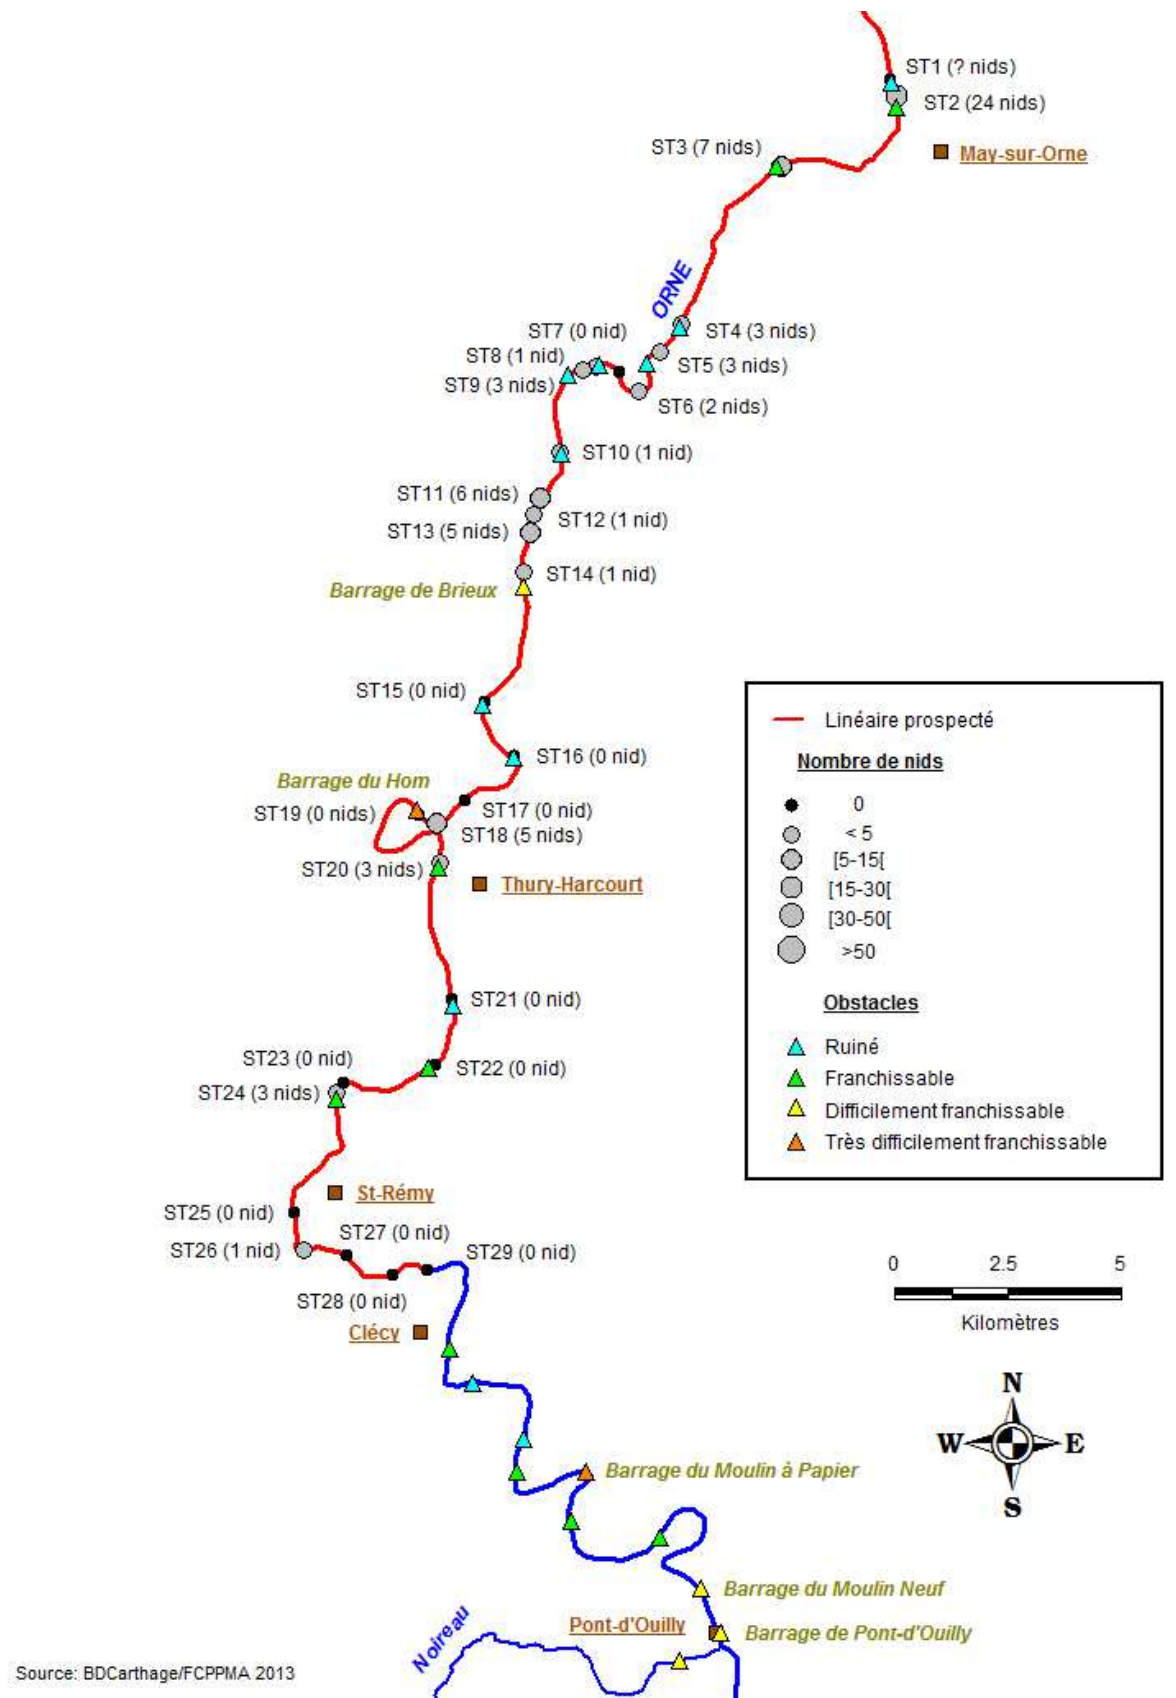 ST1 (? nids)
ST2 (24 nids)
ST3 (7 nids)
May-sur-Orne
ORNE
ST7 (0 nid)
ST4 (3 nids)
ST8 (1 nid)
ST5 (3 nids)
ST9 (3 nids)
ST6 (2 nids)
ST10 (1 nid)
ST11 (6 nids)
ST12 (1 nid)
ST13 (5 nids)
ST14 (1 nid)
Barrage de Brieux
ST15 (0 nid)
ST16 (0 nid)
Barrage du Hom
ST17 (0 nid)
ST19 (0 nids)
ST18 (5 nids)
ST20 (3 nids)
Thury-Harcourt
Linéaire prospecté
Nombre de nids
0
< 5
[5-15[
[15-30[
[30-50[
>50
Obstacles
Ruiné
Franchissable
Difficilement franchissable
Très difficilement franchissable
ST21 (0 nid)
ST23 (0 nid)
ST22 (0 nid)
ST24 (3 nids)
St-Rémy
ST25 (0 nid)
ST27 (0 nid)
ST26 (1 nid)
ST29 (0 nid)
ST28 (0 nid)
Clécy
0 2.5 5
Kilomètres
N
W E
S
Barrage du Moulin à Papier
Barrage du Moulin Neuf
Pont-d'Ouilly
Barrage de Pont-d'Ouilly
Noireau
Source: BDCarthage/FCPPMA 2013